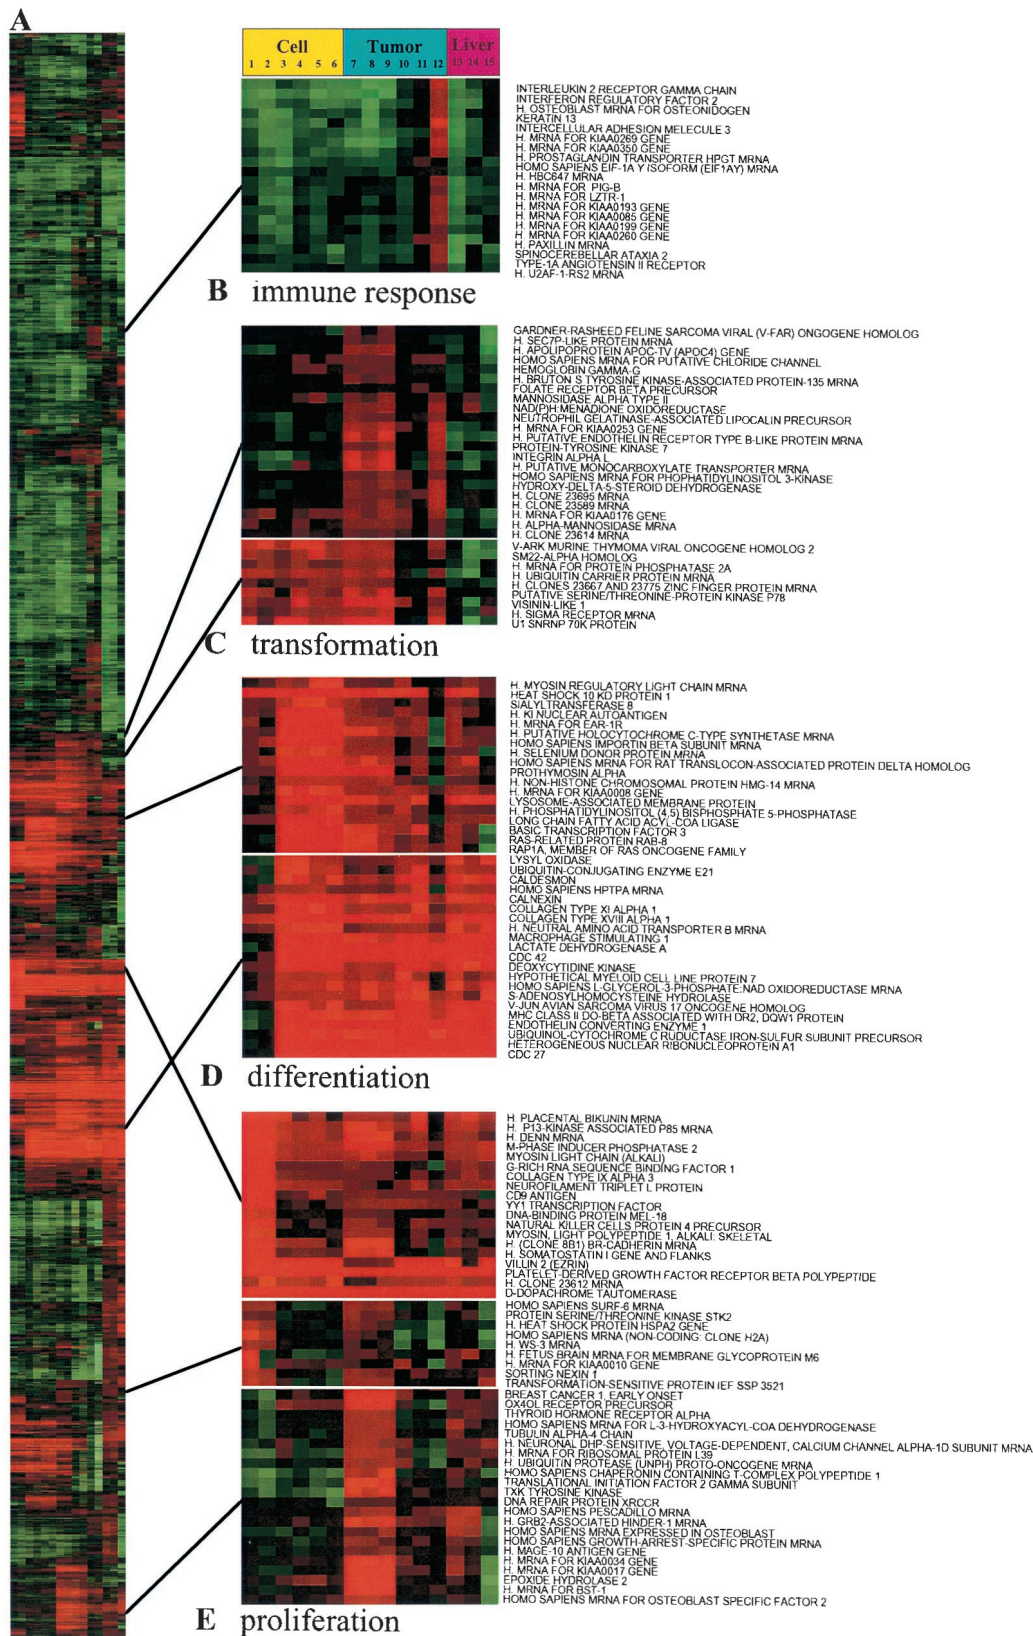 A
Cell Tumor Liver
1 2 3 4 5 6 7 8 9 10 11 12 13 14 15
INTERLEUKIN 2 RECEPTOR GAMMA CHAIN
INTERFERON REGULATORY FACTOR 2
H. OSTEOBLAST MRNA FOR OSTEONIDOGEN
KERATIN 13
INTERCELLULAR ADHESION MELECULE 3
H. MRNA FOR KIAA0269 GENE
H. MRNA FOR KIAA0350 GENE
H. PROSTAGLANDIN TRANSPORTER HPGT MRNA
HOMO SAPIENS EIF-1A Y ISOFORM (EIF1AY) MRNA
H. HBC647 MRNA
H. MRNA FOR PIG-B
H. MRNA FOR LZTR-1
H. MRNA FOR KIAA0193 GENE
H. MRNA FOR KIAA0085 GENE
H. MRNA FOR KIAA0199 GENE
H. MRNA FOR KIAA0260 GENE
H. PAXILLIN MRNA
SPINOCEREBELLAR ATAXIA 2
TYPE-1A ANGIOTENSIN II RECEPTOR
H. U2AF-1-RS2 MRNA
B immune response
GARDNER-RASHEED FELINE SARCOMA VIRAL (V-FAR) ONGOGENE HOMOLOG
H. SEC7P-LIKE PROTEIN MRNA
H. APOLIPOPROTEIN APOC-TV (APOC4) GENE
HOMO SAPIENS MRNA FOR PUTATIVE CHLORIDE CHANNEL
HEMOGLOBIN GAMMA-G
H. BRUTON S TYROSINE KINASE-ASSOCIATED PROTEIN-135 MRNA
FOLATE RECEPTOR BETA PRECURSOR
MANNOSIDASE ALPHA TYPE II
NAD(P)H:MENADIONE OXIDOREDUCTASE
NEUTROPHIL GELATINASE-ASSOCIATED LIPOCALIN PRECURSOR
H. MRNA FOR KIAA0253 GENE
H. PUTATIVE ENDOTHELIN RECEPTOR TYPE B-LIKE PROTEIN MRNA
PROTEIN-TYROSINE KINASE 7
INTEGRIN ALPHA L
H. PUTATIVE MONOCARBOXYLATE TRANSPORTER MRNA
HOMO SAPIENS MRNA FOR PHOPHATIDYLINOSITOL 3-KINASE
HYDROXY-DELTA-5-STEROID DEHYDROGENASE
H. CLONE 23695 MRNA
H. CLONE 23589 MRNA
H. MRNA FOR KIAA0176 GENE
H. ALPHA-MANNOSIDASE MRNA
H. CLONE 23614 MRNA
V-ARK MURINE THYMOMA VIRAL ONCOGENE HOMOLOG 2
SM22-ALPHA HOMOLOG
H. MRNA FOR PROTEIN PHOSPHATASE 2A
H. UBIQUITIN CARRIER PROTEIN MRNA
H. CLONES 23667 AND 23775 ZINC FINGER PROTEIN MRNA
PUTATIVE SERINE/THREONINE-PROTEIN KINASE P78
VISININ-LIKE 1
H. SIGMA RECEPTOR MRNA
U1 SNRNP 70K PROTEIN
C transformation
H. MYOSIN REGULATORY LIGHT CHAIN MRNA
HEAT SHOCK 10 KD PROTEIN 1
SIALYLTRANSFERASE 8
H. KI NUCLEAR AUTOANTIGEN
H. MRNA FOR EAR-1R
H. PUTATIVE HOLOCYTOCHROME C-TYPE SYNTHETASE MRNA
HOMO SAPIENS IMPORTIN BETA SUBUNIT MRNA
H. SELENIUM DONOR PROTEIN MRNA
HOMO SAPIENS MRNA FOR RAT TRANSLOCON-ASSOCIATED PROTEIN DELTA HOMOLOG
PROTHYMOSIN ALPHA
H. NON-HISTONE CHROMOSOMAL PROTEIN HMG-14 MRNA
H. MRNA FOR KIAA0008 GENE
LYSOSOME-ASSOCIATED MEMBRANE PROTEIN
H. PHOSPHATIDYLINOSITOL (4,5) BISPHOSPHATE 5-PHOSPHATASE
LONG CHAIN FATTY ACID ACYL-COA LIGASE
BASIC TRANSCRIPTION FACTOR 3
RAS-RELATED PROTEIN RAB-8
RAP1A, MEMBER OF RAS ONCOGENE FAMILY
LYSYL OXIDASE
UBIQUITIN-CONJUGATING ENZYME E21
CALDESMON
HOMO SAPIENS HPTPA MRNA
CALNEXIN
COLLAGEN TYPE XI ALPHA 1
COLLAGEN TYPE XVIII ALPHA 1
H. NEUTRAL AMINO ACID TRANSPORTER B MRNA
MACROPHAGE STIMULATING 1
LACTATE DEHYDROGENASE A
CDC 42
DEOXYCYTIDINE KINASE
HYPOTHETICAL MYELOID CELL LINE PROTEIN 7
HOMO SAPIENS L-GLYCEROL-3-PHOSPHATE:NAD OXIDOREDUCTASE MRNA
S-ADENOSYLHOMOCYSTEINE HYDROLASE
V-JUN AVIAN SARCOMA VIRUS 17 ONCOGENE HOMOLOG
MHC CLASS II DO-BETA ASSOCIATED WITH DR2, DQW1 PROTEIN
ENDOTHELIN CONVERTING ENZYME 1
UBIQUINOL-CYTOCHROME C RUDUCTASE IRON-SULFUR SUBUNIT PRECURSOR
HETEROGENEOUS NUCLEAR RIBONUCLEOPROTEIN A1
CDC 27
D differentiation
H. PLACENTAL BIKUNIN MRNA
H. P13-KINASE ASSOCIATED P85 MRNA
H. DENN MRNA
M-PHASE INDUCER PHOSPHATASE 2
MYOSIN LIGHT CHAIN (ALKALI)
G-RICH RNA SEQUENCE BINDING FACTOR 1
COLLAGEN TYPE IX ALPHA 3
NEUROFILAMENT TRIPLET L PROTEIN
CD9 ANTIGEN
YY1 TRANSCRIPTION FACTOR
DNA-BINDING PROTEIN MEL-18
NATURAL KILLER CELLS PROTEIN 4 PRECURSOR
MYOSIN, LIGHT POLYPEPTIDE 1, ALKALI: SKELETAL
H. (CLONE 8B1) BR-CADHERIN MRNA
H. SOMATOSTATIN I GENE AND FLANKS
VILLIN 2 (EZRIN)
PLATELET-DERIVED GROWTH FACTOR RECEPTOR BETA POLYPEPTIDE
H. CLONE 23612 MRNA
D-DOPACHROME TAUTOMERASE
HOMO SAPIENS SURF-6 MRNA
PROTEIN SERINE/THREONINE KINASE STK2
H. HEAT SHOCK PROTEIN HSPA2 GENE
HOMO SAPIENS MRNA (NON-CODING: CLONE H2A)
H. WS-3 MRNA
H. FETUS BRAIN MRNA FOR MEMBRANE GLYCOPROTEIN M6
H. MRNA FOR KIAA0010 GENE
SORTING NEXIN 1
TRANSFORMATION-SENSITIVE PROTEIN IEF SSP 3521
BREAST CANCER 1, EARLY ONSET
OX40L RECEPTOR PRECURSOR
THYROID HORMONE RECEPTOR ALPHA
HOMO SAPIENS MRNA FOR L-3-HYDROXYACYL-COA DEHYDROGENASE
TUBULIN ALPHA-4 CHAIN
H. NEURONAL DHP-SENSITIVE, VOLTAGE-DEPENDENT, CALCIUM CHANNEL ALPHA-1D SUBUNIT MRNA
H. MRNA FOR RIBOSOMAL PROTEIN L39
H. UBIQUITIN PROTEASE (UNPH) PROTO-ONCOGENE MRNA
HOMO SAPIENS CHAPERONIN CONTAINING T-COMPLEX POLYPEPTIDE 1
TRANSLATIONAL INITIATION FACTOR 2 GAMMA SUBUNIT
TXK TYROSINE KINASE
DNA REPAIR PROTEIN XRCCR
HOMO SAPIENS PESCADILLO MRNA
H. GRB2-ASSOCIATED HINDER-1 MRNA
HOMO SAPIENS MRNA EXPRESSED IN OSTEOBLAST
HOMO SAPIENS GROWTH-ARREST-SPECIFIC PROTEIN MRNA
H. MAGE-10 ANTIGEN GENE
H. MRNA FOR KIAA0034 GENE
H. MRNA FOR KIAA0017 GENE
EPOXIDE HYDROLASE 2
H. MRNA FOR BST-1
HOMO SAPIENS MRNA FOR OSTEOBLAST SPECIFIC FACTOR 2
E proliferation